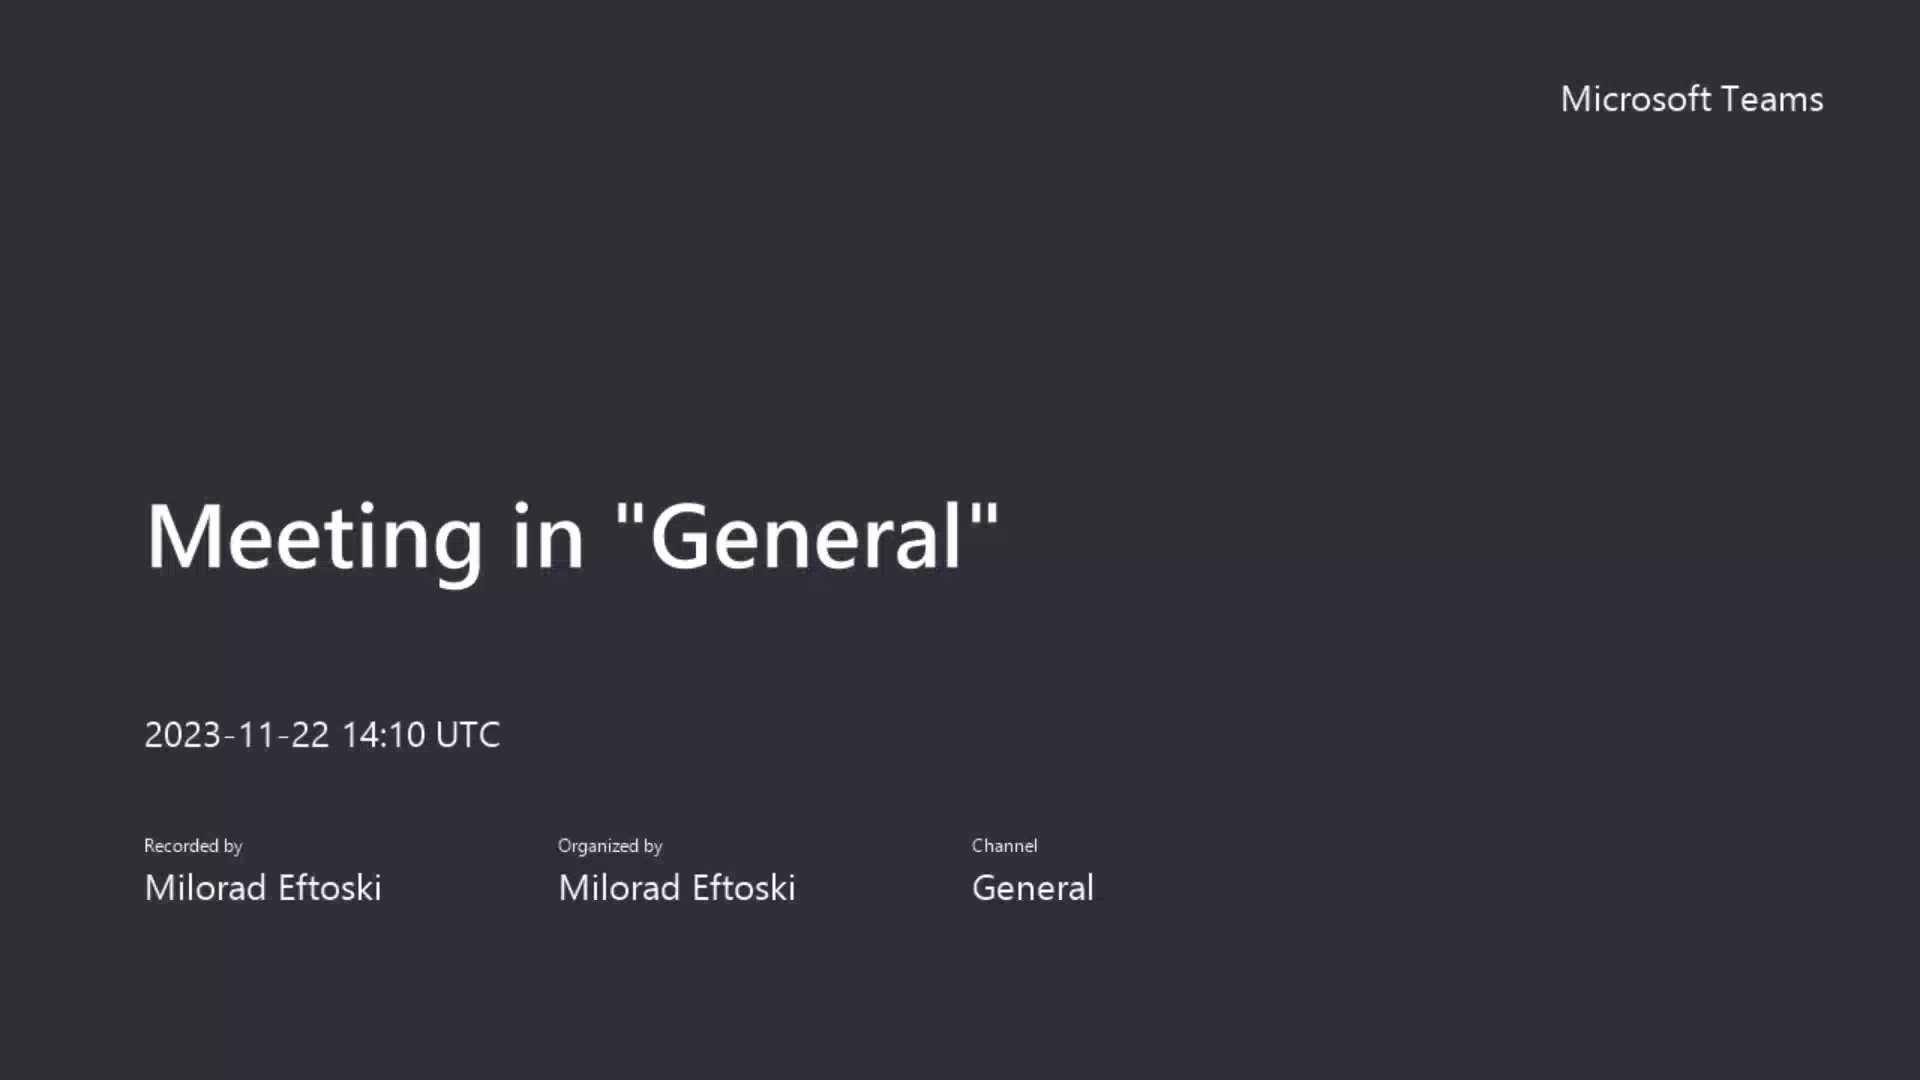 Microsoft Teams
Meeting in "General"
2023-11-22 14:10 UTC
Recorded by
Milorad Eftoski
Organized by
Milorad Eftoski
Channel
General